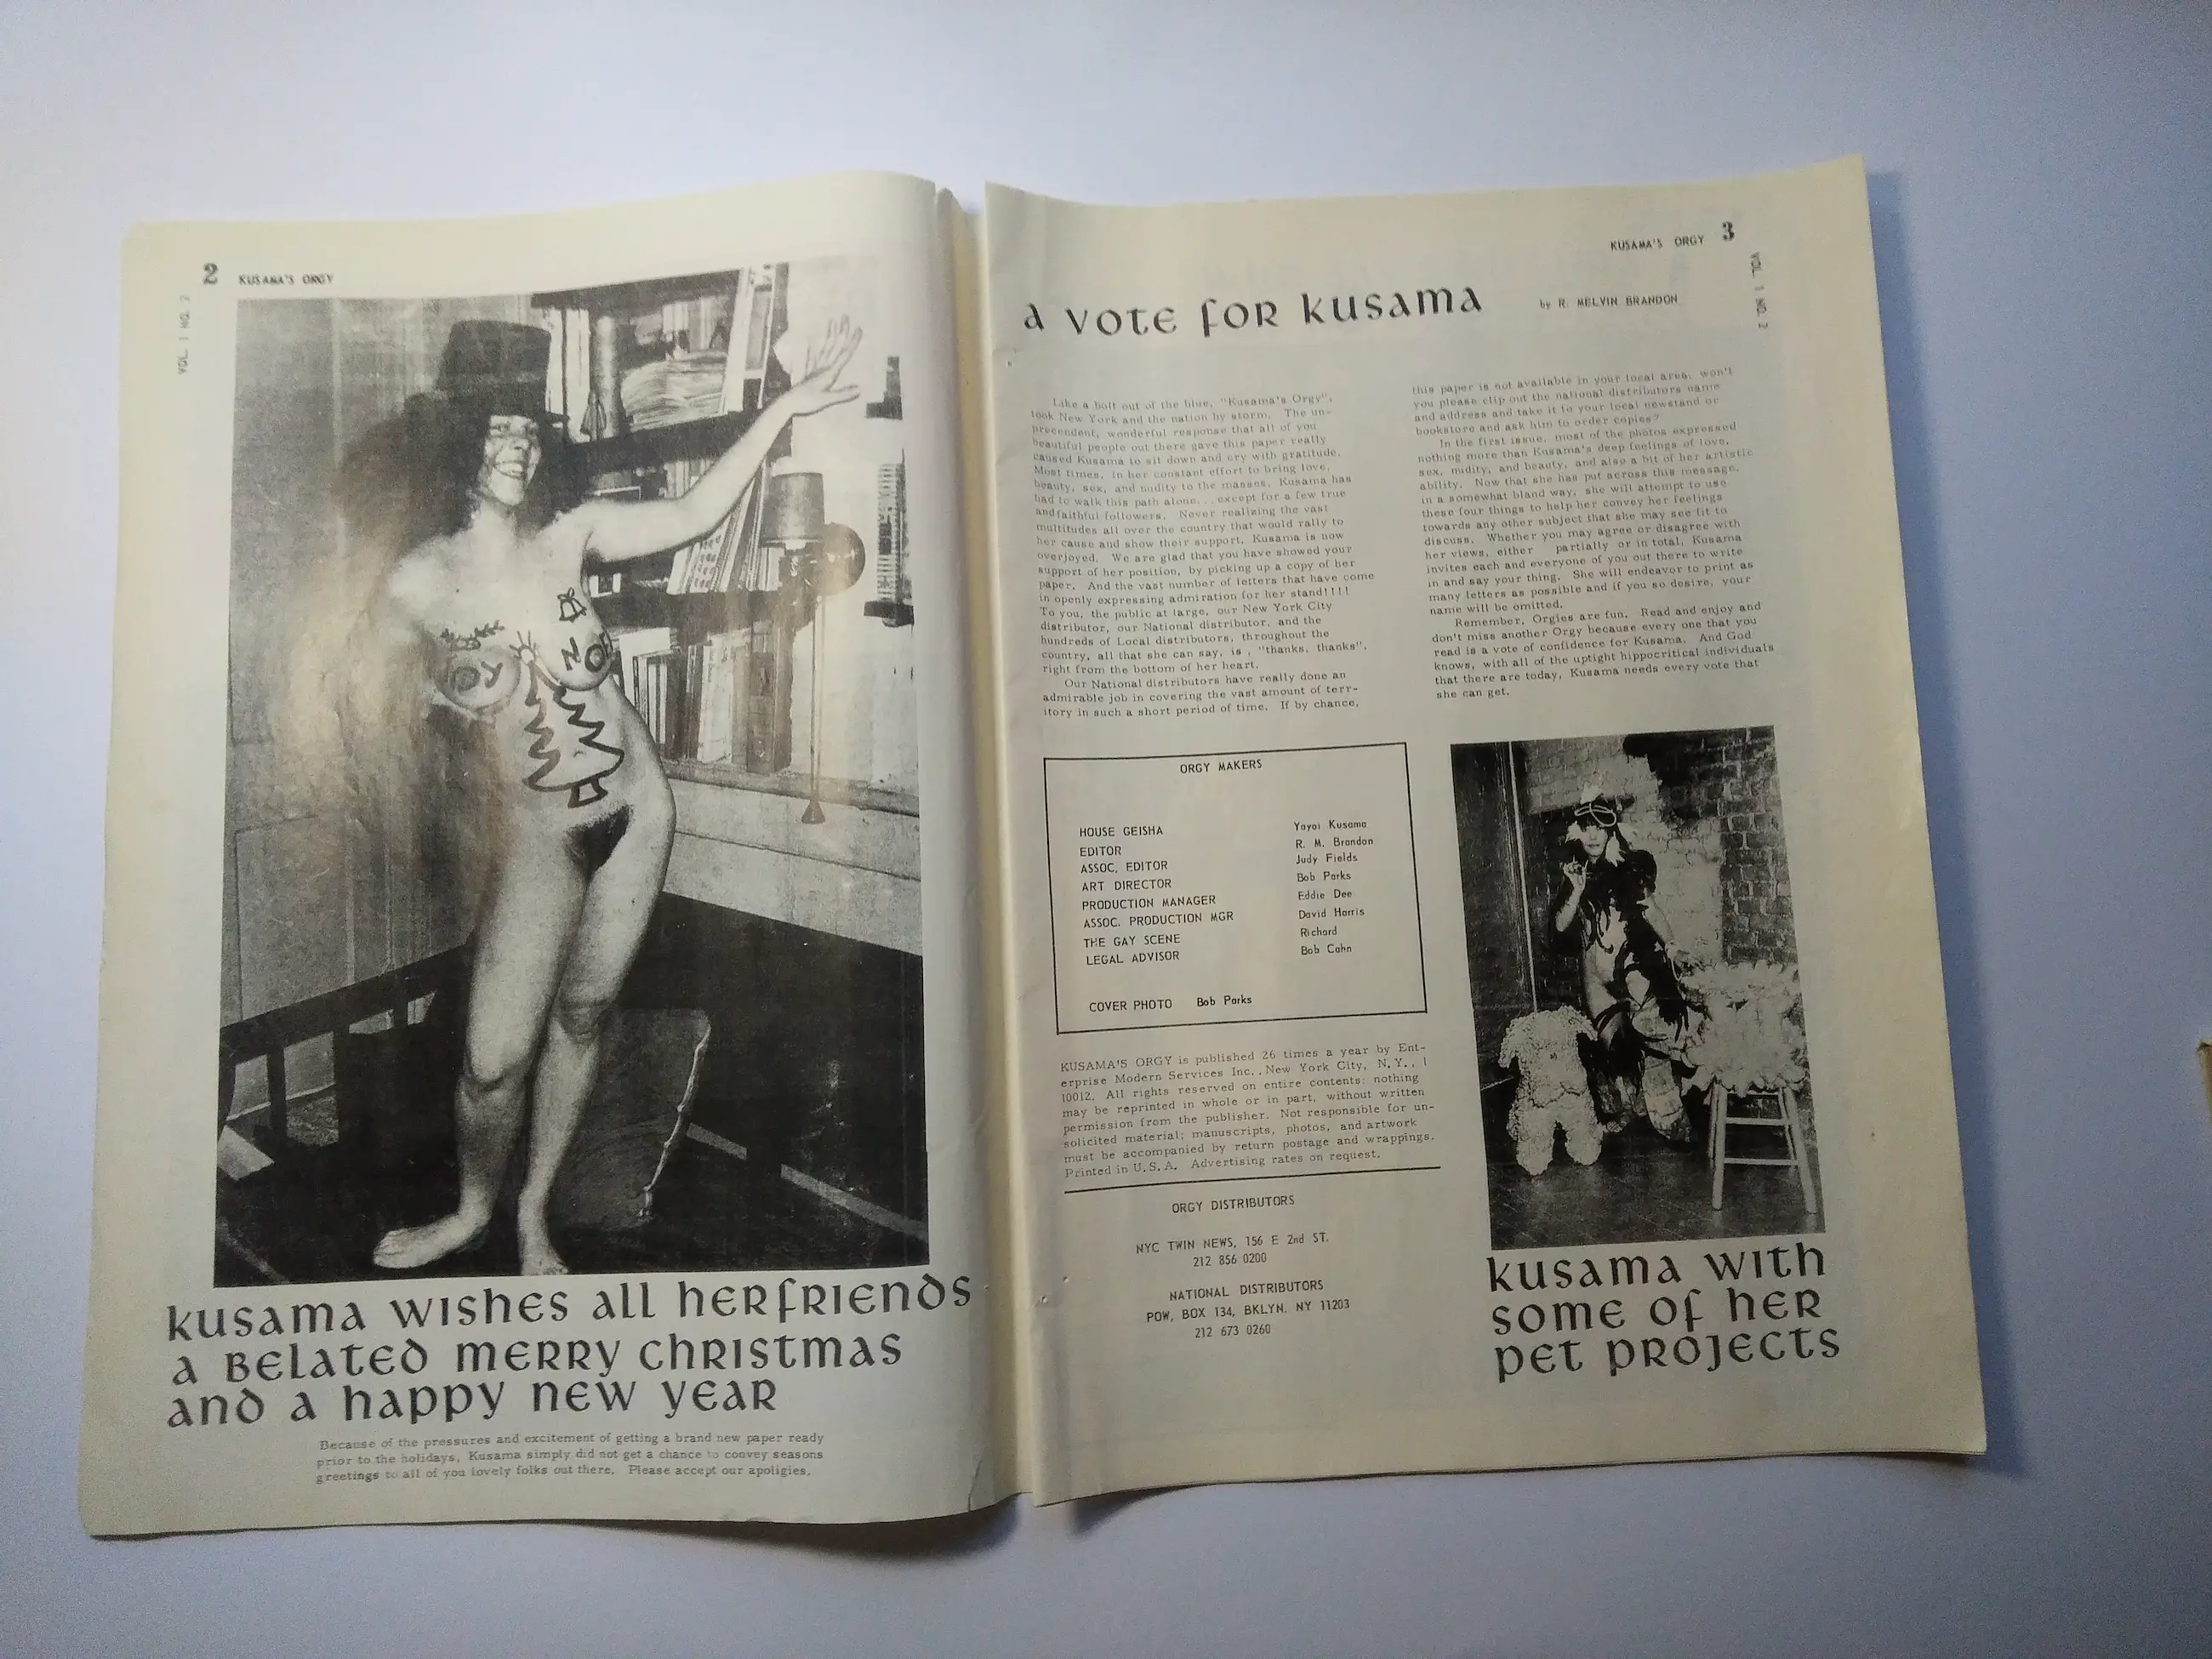 2 KUSAMA'S ORGY
VOL. 1 NO. 2
kusama wishes all her friends
a belated merry christmas
and a happy new year
Because of the pressures and excitement of getting a brand new paper ready
prior to the holidays, Kusama simply did not get a chance to convey seasons
greetings to all of you lovely folks out there. Please accept our apoligies.
KUSAMA'S ORGY 3
VOL. 1 NO. 2
a vote for kusama
by R. MELVIN BRANDON
Like a bolt out of the blue, "Kusama's Orgy",
took New York and the nation by storm. The un-
precendent, wonderful response that all of you
beautiful people out there gave this paper really
caused Kusama to sit down and cry with gratitude.
Most times, in her constant effort to bring love,
beauty, sex, and nudity to the masses, Kusama has
had to walk this path alone... except for a few true
and faithful followers. Never realizing the vast
multitudes all over the country that would rally to
her cause and show their support, Kusama is now
overjoyed. We are glad that you have showed your
support of her position, by picking up a copy of her
paper. And the vast number of letters that have come
in openly expressing admiration for her stand!!!!
To you, the public at large, our New York City
distributor, our National distributor, and the
hundreds of Local distributors, throughout the
country, all that she can say, is, "thanks, thanks",
right from the bottom of her heart.
Our National distributors have really done an
admirable job in covering the vast amount of terr-
itory in such a short period of time. If by chance,
this paper is not available in your local area, won't
you please clip out the national distributors name
and address and take it to your local newstand or
bookstore and ask him to order copies?
In the first issue, most of the photos expressed
nothing more than Kusama's deep feelings of love,
sex, nudity, and beauty, and also a bit of her artistic
ability. Now that she has put across this message,
in a somewhat bland way, she will attempt to use
these four things to help her convey her feelings
towards any other subject that she may see fit to
discuss. Whether you may agree or disagree with
her views, either partially or in total, Kusama
invites each and everyone of you out there to write
in and say your thing. She will endeavor to print as
many letters as possible and if you so desire, your
name will be omitted.
Remember, Orgies are fun. Read and enjoy and
don't miss another Orgy because every one that you
read is a vote of confidence for Kusama. And God
knows, with all of the uptight hippocritical individuals
that there are today, Kusama needs every vote that
she can get.
ORGY MAKERS
HOUSE GEISHA Yayoi Kusama
EDITOR R. M. Brandon
ASSOC. EDITOR Judy Fields
ART DIRECTOR Bob Parks
PRODUCTION MANAGER Eddie Dee
ASSOC. PRODUCTION MGR David Harris
THE GAY SCENE Richard
LEGAL ADVISOR Bob Cahn
COVER PHOTO Bob Parks
KUSAMA'S ORGY is published 26 times a year by Ent-
erprise Modern Services Inc., New York City, N.Y., 1
10012. All rights reserved on entire contents; nothing
may be reprinted in whole or in part, without written
permission from the publisher. Not responsible for un-
solicited material; manuscripts, photos, and artwork
must be accompanied by return postage and wrappings.
Printed in U.S.A. Advertising rates on request.
ORGY DISTRIBUTORS
NYC TWIN NEWS, 156 E 2nd ST.
212 856 0200
NATIONAL DISTRIBUTORS
POW, BOX 134, BKLYN. NY 11203
212 673 0260
kusama with
some of her
pet projects